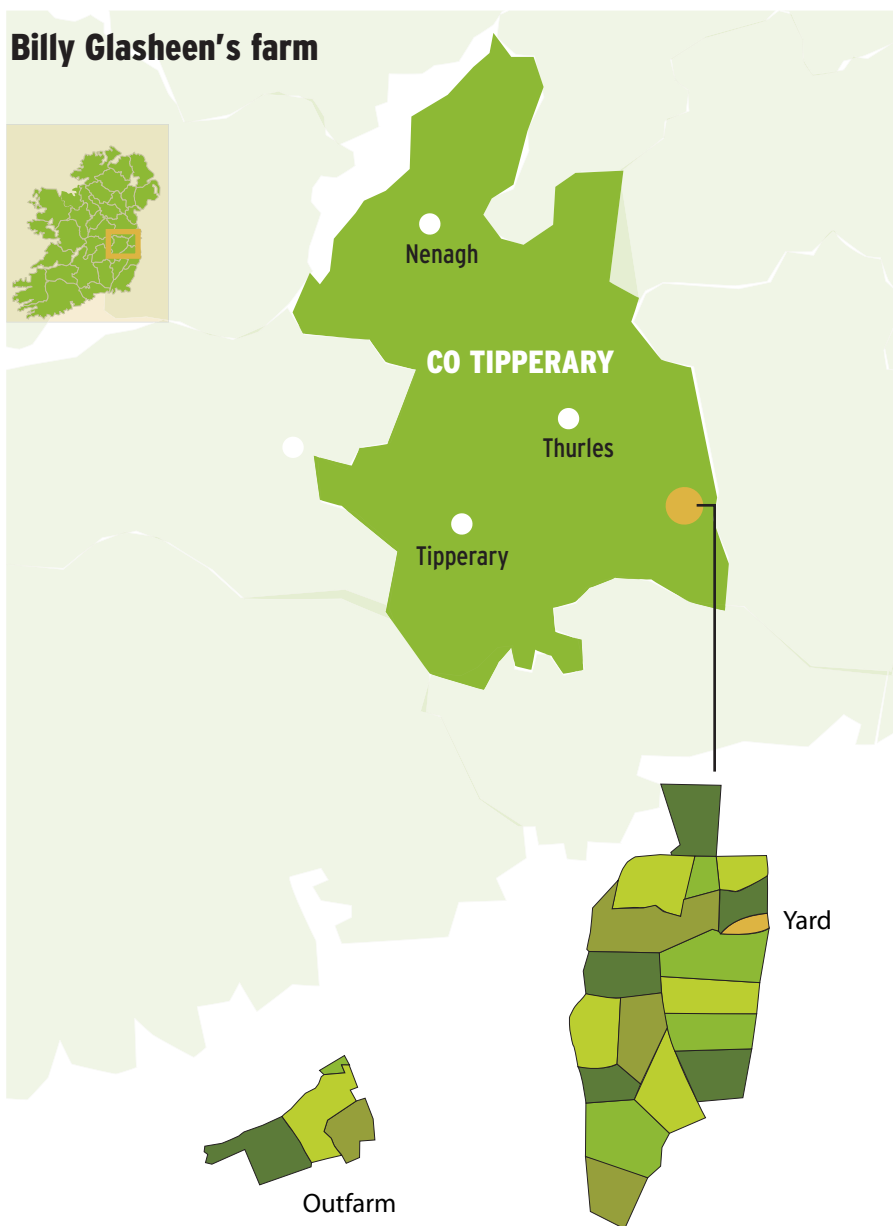 Billy Glasheen's farm
Nenagh
CO TIPPERARY
Thurles
Tipperary
Yard
Outfarm